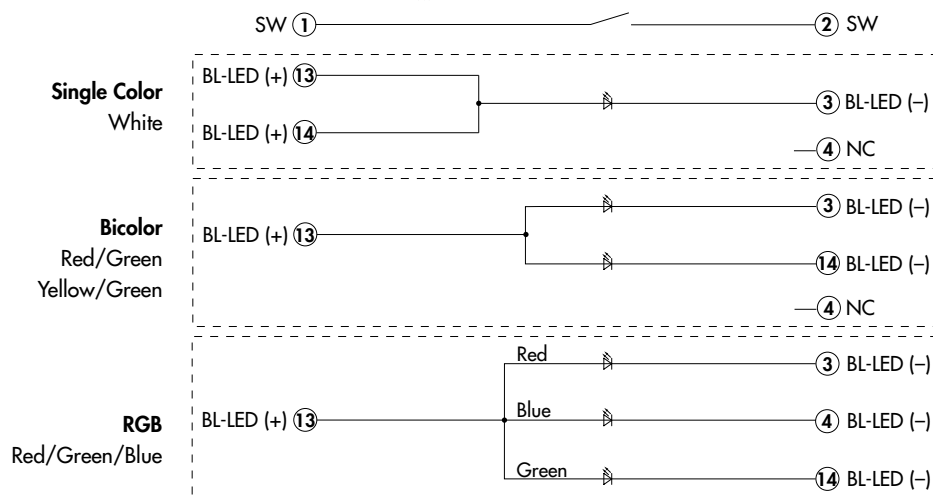 SW 1 2 SW
Single Color
White
BL-LED (+) 13
BL-LED (+) 14
3 BL-LED (–)
4 NC
Bicolor
Red/Green
Yellow/Green
BL-LED (+) 13
3 BL-LED (–)
14 BL-LED (–)
4 NC
RGB
Red/Green/Blue
BL-LED (+) 13
Red
3 BL-LED (–)
Blue
4 BL-LED (–)
Green
14 BL-LED (–)